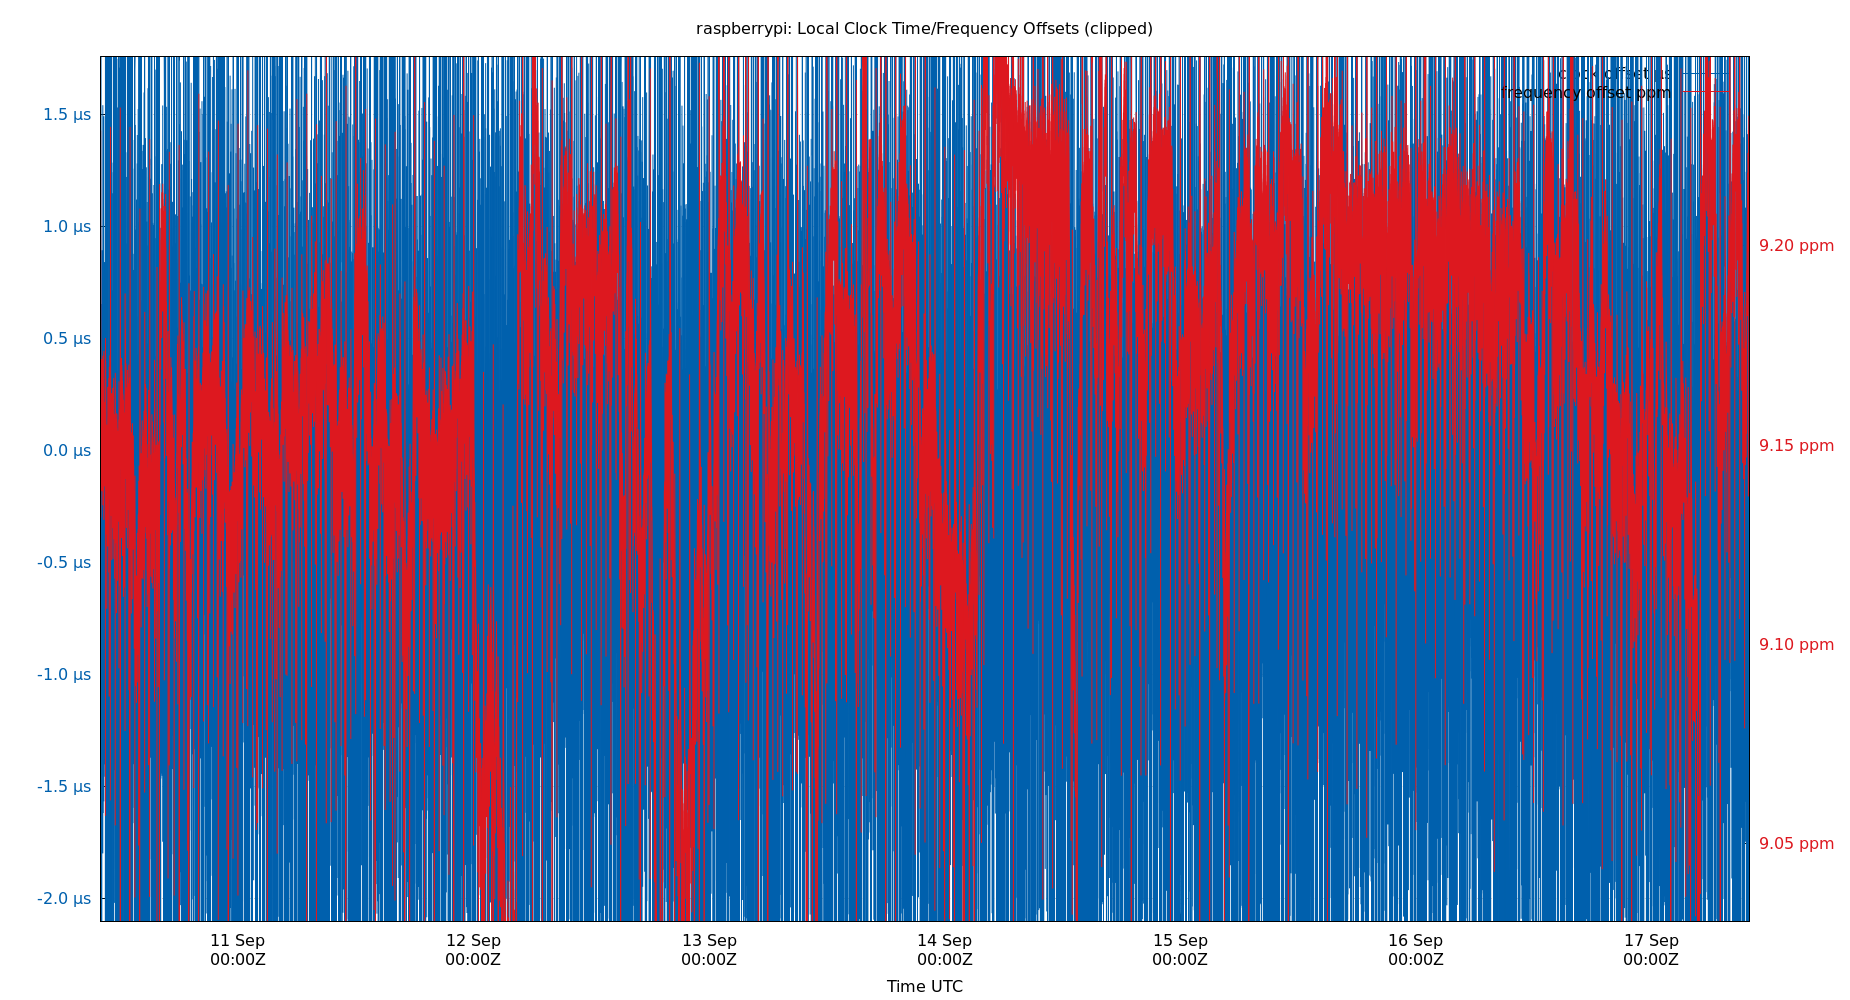 raspberrypi: Local Clock Time/Frequency Offsets (clipped)
clock offset µs
frequency offset ppm
1.5 µs
1.0 µs
0.5 µs
0.0 µs
-0.5 µs
-1.0 µs
-1.5 µs
-2.0 µs
9.20 ppm
9.15 ppm
9.10 ppm
9.05 ppm
11 Sep 12 Sep 13 Sep 14 Sep 15 Sep 16 Sep 17 Sep
00:00Z 00:00Z 00:00Z 00:00Z 00:00Z 00:00Z 00:00Z
Time UTC